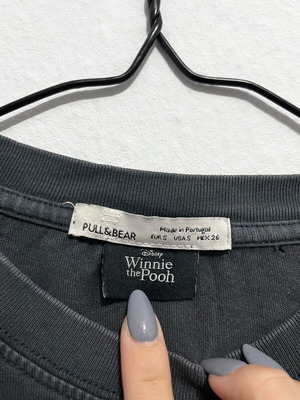 PULL&BEAR
Made in Portugal
EUR S USA S MEX 26
Disney
Winnie
the Pooh